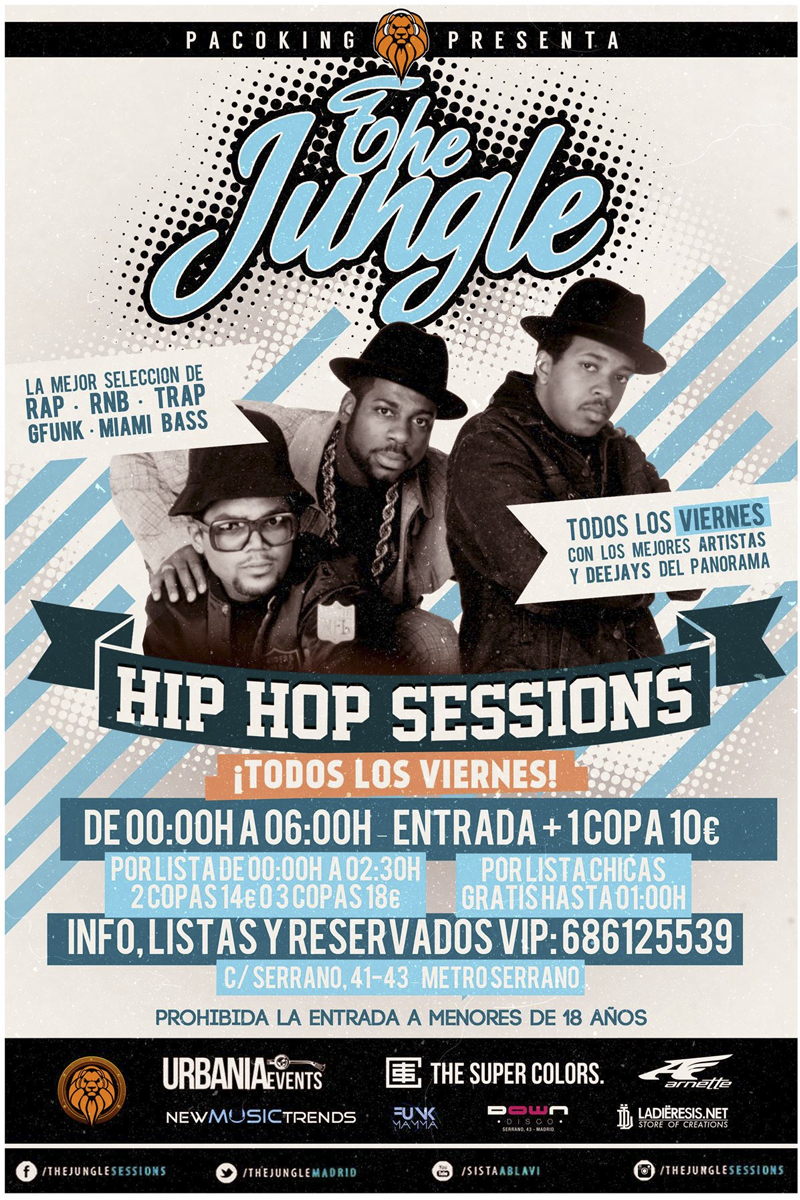 PACOKING PRESENTA
The
Jungle
LA MEJOR SELECCION DE
RAP · RNB · TRAP
GFUNK · MIAMI BASS
TODOS LOS VIERNES
CON LOS MEJORES ARTISTAS
Y DEEJAYS DEL PANORAMA
NFL
HIP HOP SESSIONS
¡TODOS LOS VIERNES!
DE 00:00H A 06:00H - ENTRADA + 1 COPA 10€
POR LISTA DE 00:00H A 02:30H
2 COPAS 14€ O 3 COPAS 18€
POR LISTA CHICAS
GRATIS HASTA 01:00H
INFO, LISTAS Y RESERVADOS VIP: 686125539
C/ SERRANO, 41-43 METRO SERRANO
PROHIBIDA LA ENTRADA A MENORES DE 18 AÑOS
URBANIA EVENTS
THE SUPER COLORS.
arnette
NEWMUSICTRENDS
FUNK
MAMMA
DOWN
· DISCO ·
SERRANO, 43 - MADRID
LADIËRESIS.NET
STORE OF CREATIONS
/THEJUNGLESESSIONS
/THEJUNGLEMADRID
You Tube
/SISTAABLAVI
/THEJUNGLESESSIONS